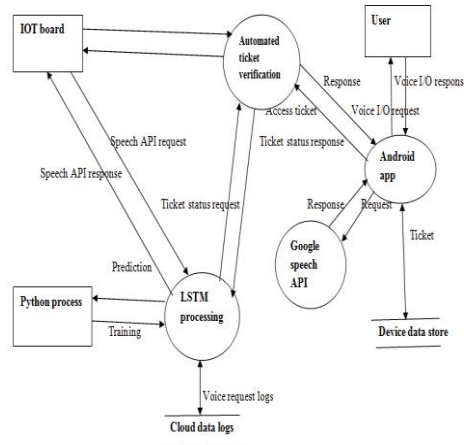 IOT board
Automated
ticket
verification
User
Response
Voice I/O respons
Voice I/O request
Access ticket
Speech API request
Ticket status response
Android
app
Speech API response
Ticket status request
Response
Request
Google
speech
API
Ticket
Prediction
Python process
LSTM
processing
Training
Device data store
Voice request logs
Cloud data logs